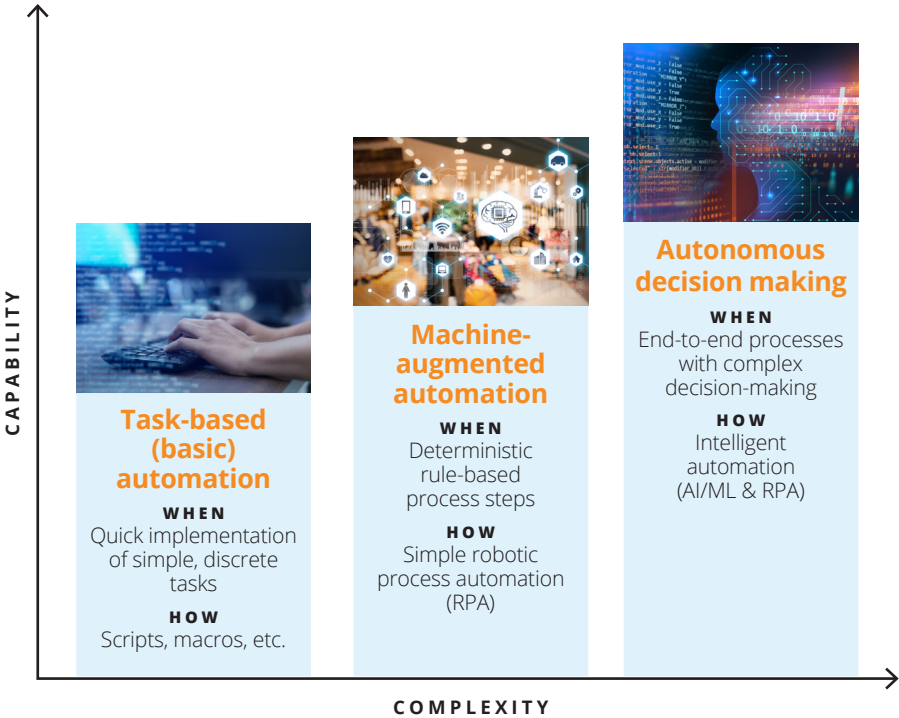 CAPABILITY
Task-based
(basic)
automation
WHEN
Quick implementation
of simple, discrete
tasks
HOW
Scripts, macros, etc.
Machine-
augmented
automation
WHEN
Deterministic
rule-based
process steps
HOW
Simple robotic
process automation
(RPA)
Autonomous
decision making
WHEN
End-to-end processes
with complex
decision-making
HOW
Intelligent
automation
(AI/ML & RPA)
COMPLEXITY